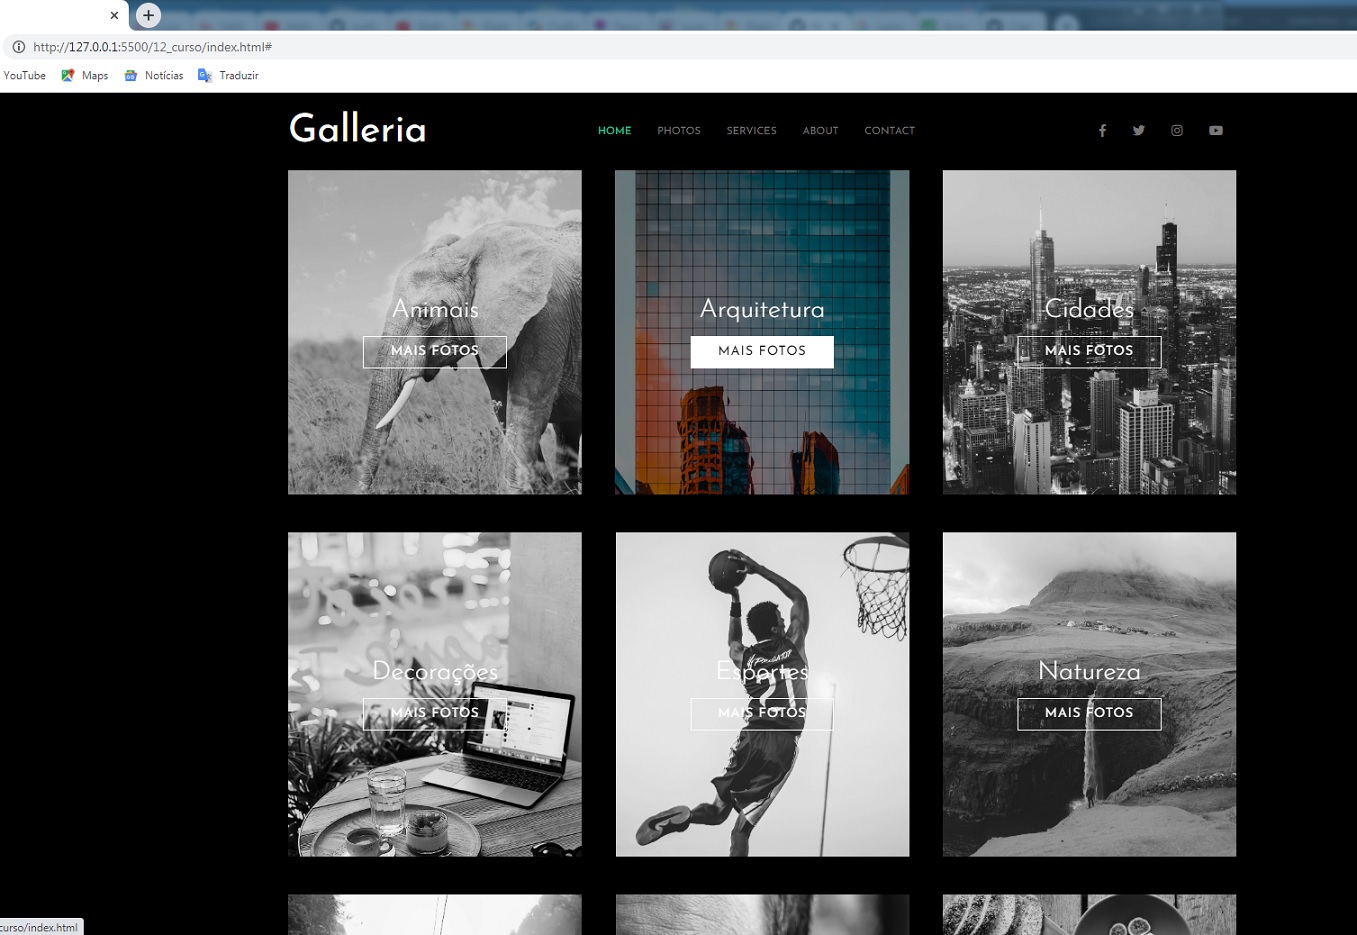 http://127.0.0.1:5500/12_curso/index.html#
YouTube Maps Notícias Traduzir
Galleria
HOME PHOTOS SERVICES ABOUT CONTACT
Animais
MAIS FOTOS
Arquitetura
MAIS FOTOS
Cidades
MAIS FOTOS
Decorações
MAIS FOTOS
Esportes
MAIS FOTOS
# PREDATOR
21
Natureza
MAIS FOTOS
curso/index.html